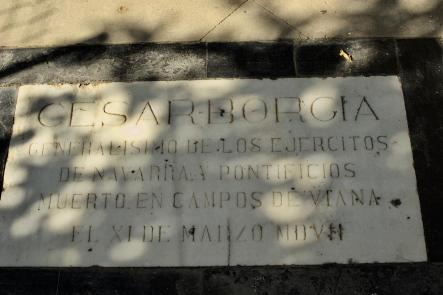 CESAR BORGIA
GENERALISIMO DE LOS EJERCITOS
DE NAVARRA Y PONTIFICIOS
MUERTO EN CAMPOS DE VIANA
EL XI DE MARZO MDVII